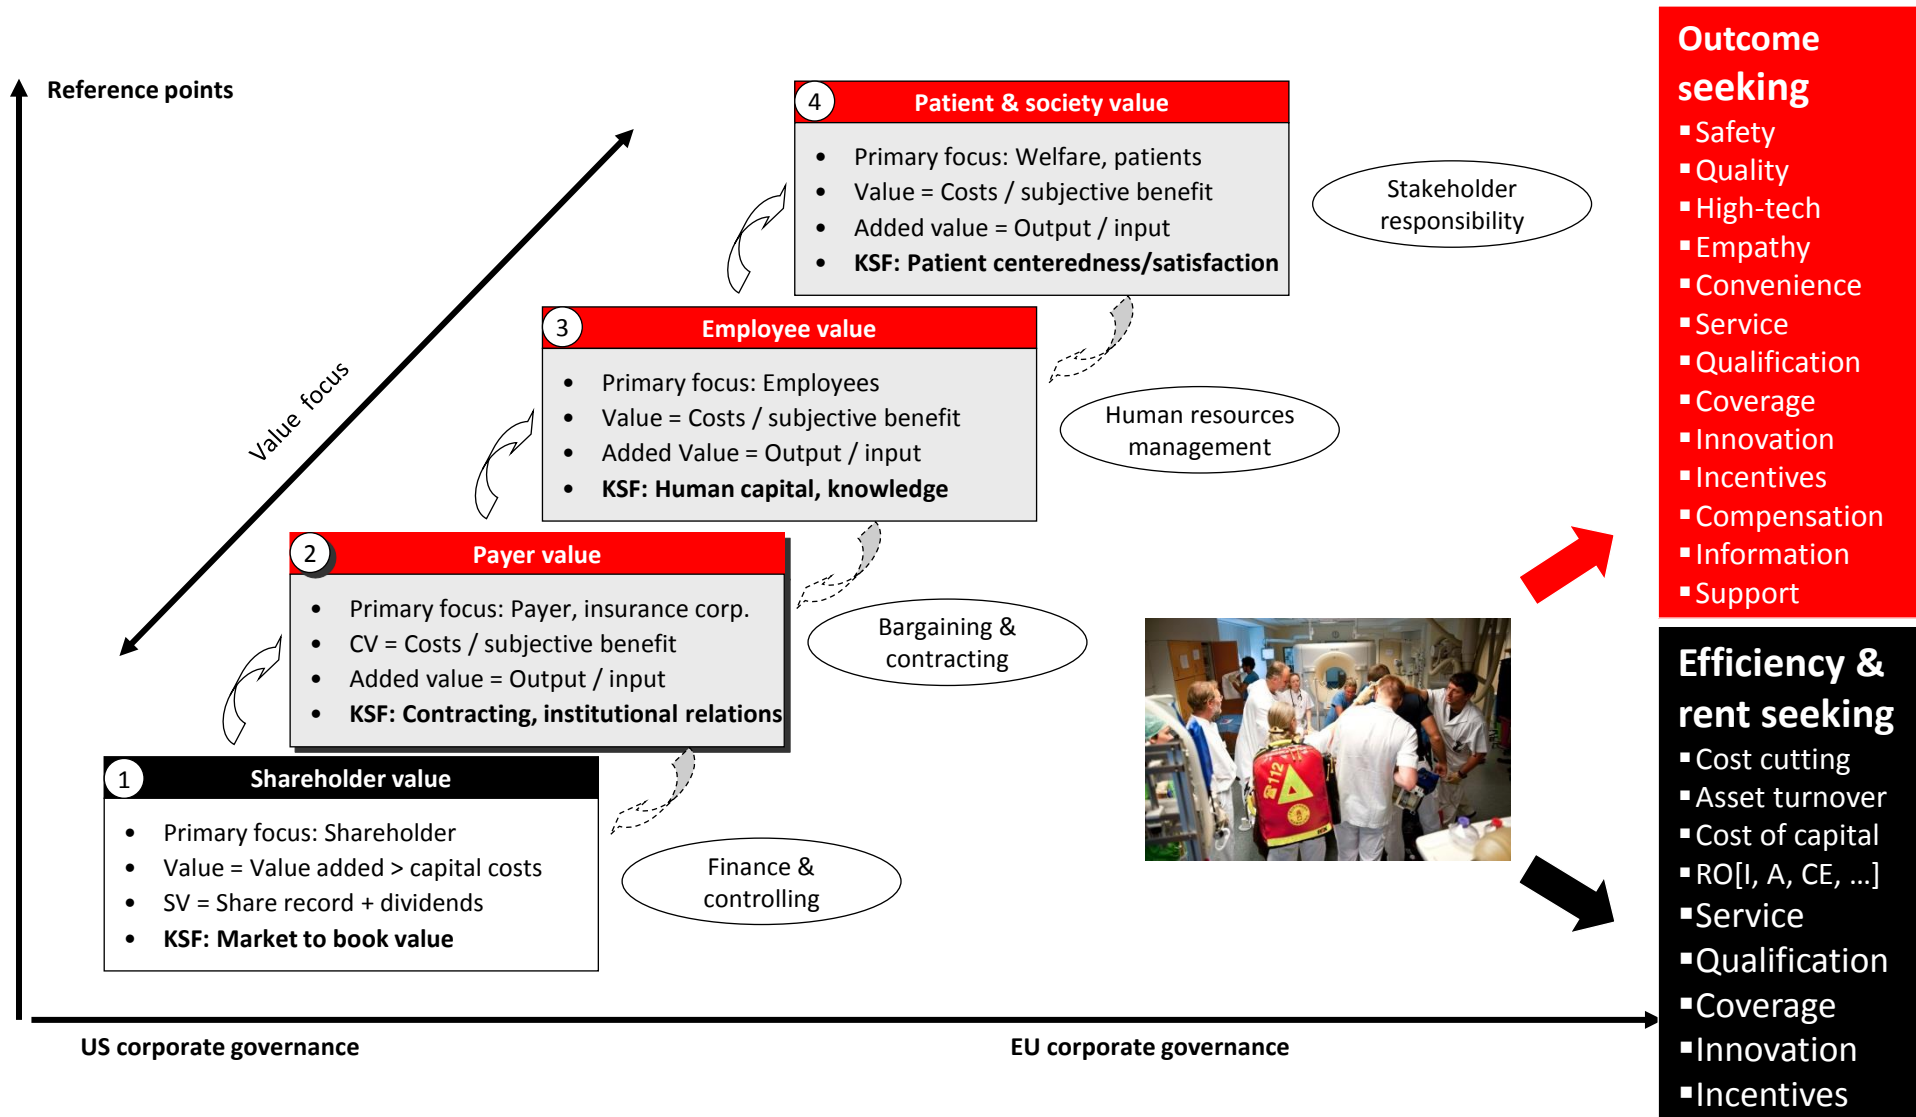 Reference points
Value focus
4
Patient & society value
• Primary focus: Welfare, patients
• Value = Costs / subjective benefit
• Added value = Output / input
• KSF: Patient centeredness/satisfaction
Stakeholder
responsibility
3
Employee value
• Primary focus: Employees
• Value = Costs / subjective benefit
• Added Value = Output / input
• KSF: Human capital, knowledge
Human resources
management
2
Payer value
• Primary focus: Payer, insurance corp.
• CV = Costs / subjective benefit
• Added value = Output / input
• KSF: Contracting, institutional relations
Bargaining &
contracting
1
Shareholder value
• Primary focus: Shareholder
• Value = Value added > capital costs
• SV = Share record + dividends
• KSF: Market to book value
Finance &
controlling
112
US corporate governance
EU corporate governance
Outcome
seeking
▪ Safety
▪ Quality
▪ High-tech
▪ Empathy
▪ Convenience
▪ Service
▪ Qualification
▪ Coverage
▪ Innovation
▪ Incentives
▪ Compensation
▪ Information
▪ Support
Efficiency &
rent seeking
▪ Cost cutting
▪ Asset turnover
▪ Cost of capital
▪ RO[I, A, CE, …]
▪ Service
▪ Qualification
▪ Coverage
▪ Innovation
▪ Incentives